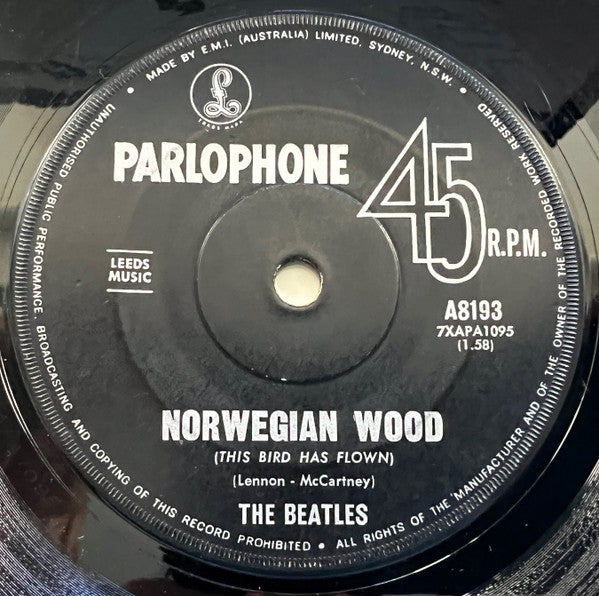 • MADE BY E.M.I. (AUSTRALIA) LIMITED, SYDNEY, N.S.W. •
UNAUTHORISED PUBLIC PERFORMANCE, BROADCASTING AND COPYING OF THIS RECORD PROHIBITED • ALL RIGHTS OF THE MANUFACTURER AND OF THE OWNER OF THE RECORDED WORK RESERVED
£
TRADE MARK
PARLOPHONE
45 R.P.M.
LEEDS
MUSIC
A8193
7XAPA1095
(1.58)
NORWEGIAN WOOD
(THIS BIRD HAS FLOWN)
(Lennon - McCartney)
THE BEATLES